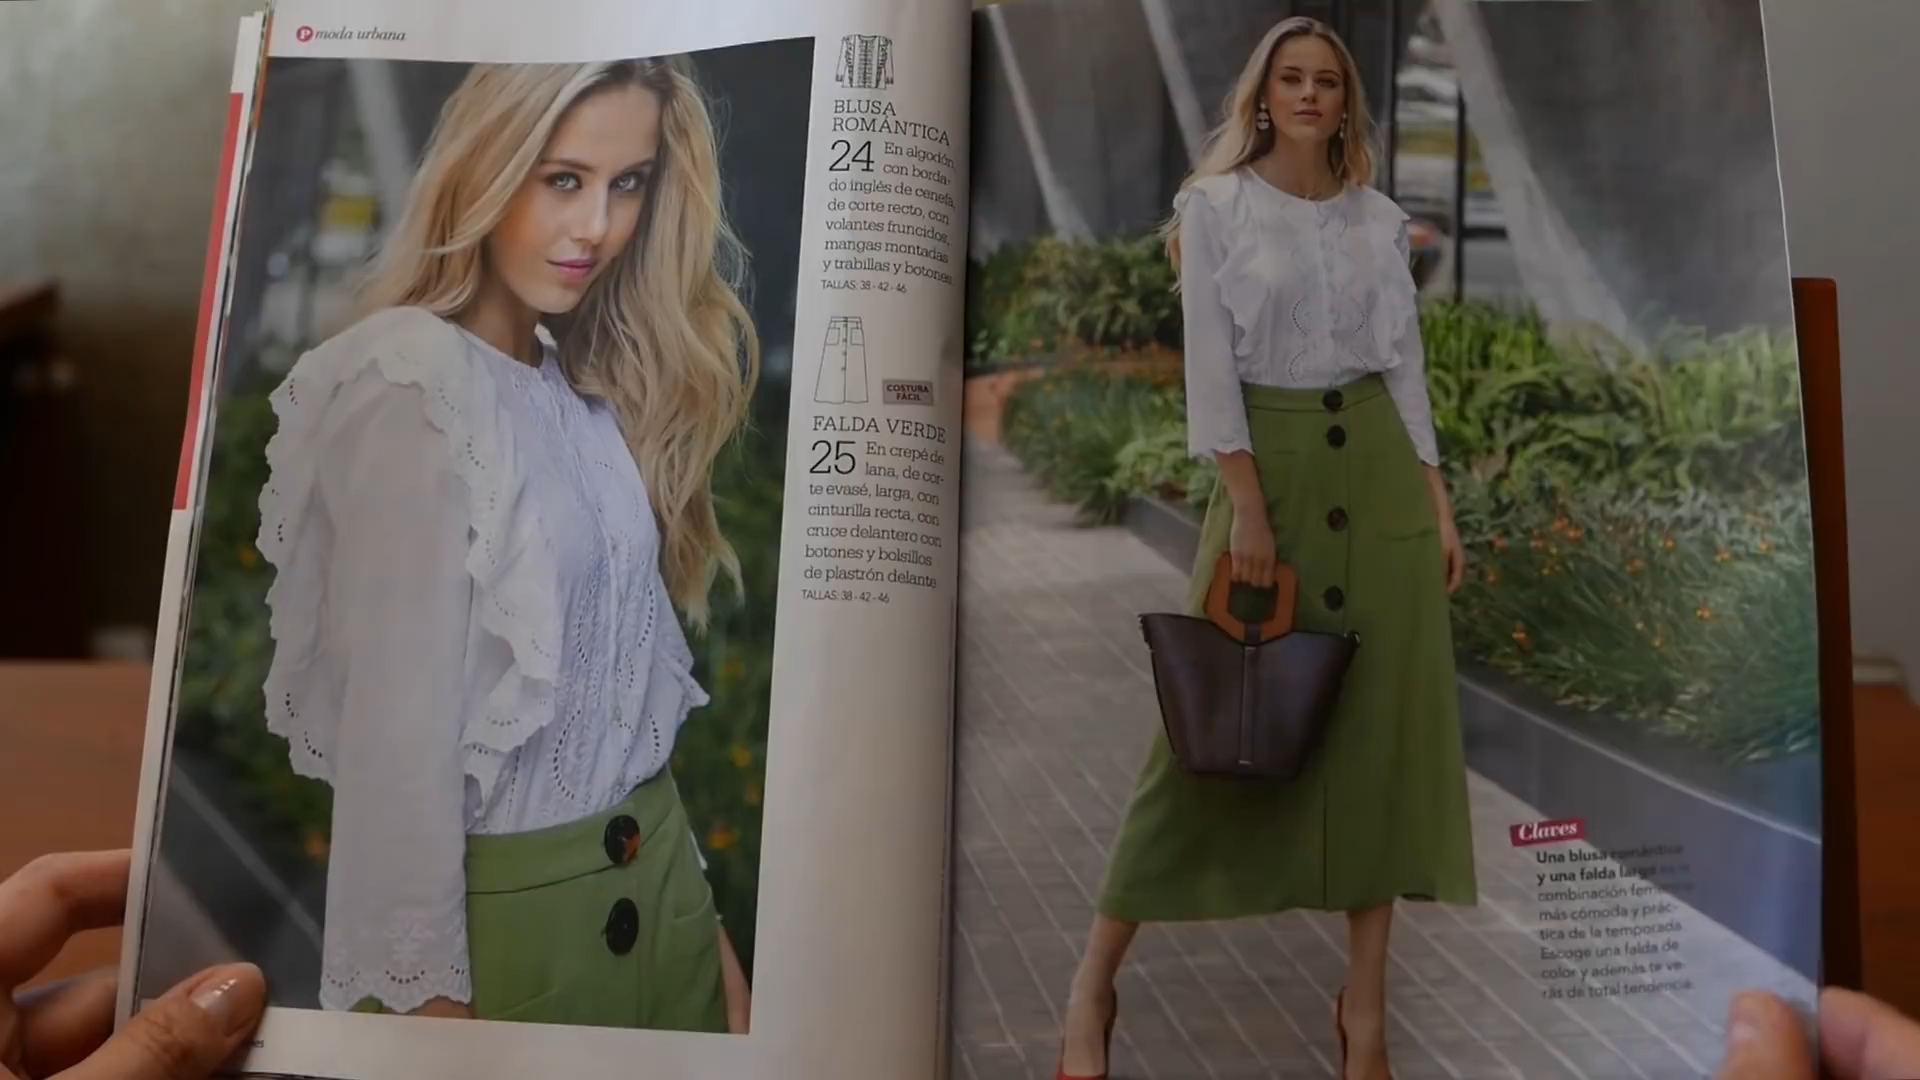 P moda urbana
BLUSA
ROMÁNTICA
24 En algodón,
con borda-
do inglés de cenefa,
de corte recto, con
volantes fruncidos,
mangas montadas
y trabillas y botones.
TALLAS: 38 - 42 - 46
COSTURA
FÁCIL
FALDA VERDE
25 En crepé de
lana, de cor-
te evasé, larga, con
cinturilla recta, con
cruce delantero con
botones y bolsillos
de plastrón delante.
TALLAS: 38 - 42 - 46
Claves
Una blusa romántica
y una falda larga
combinación
más cómoda y prác-
tica de la temporada.
Escoge una falda de
color y además te ve-
rás de total tendencia.